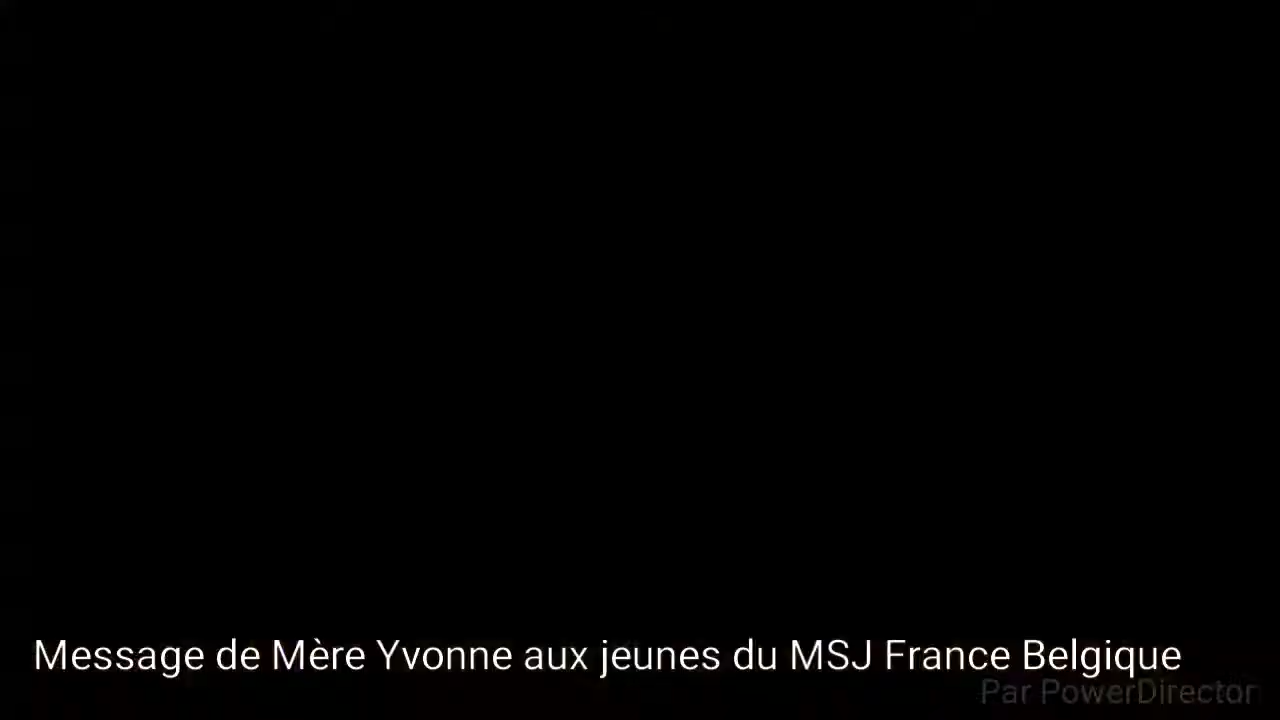 Message de Mère Yvonne aux jeunes du MSJ France Belgique
Par PowerDirector